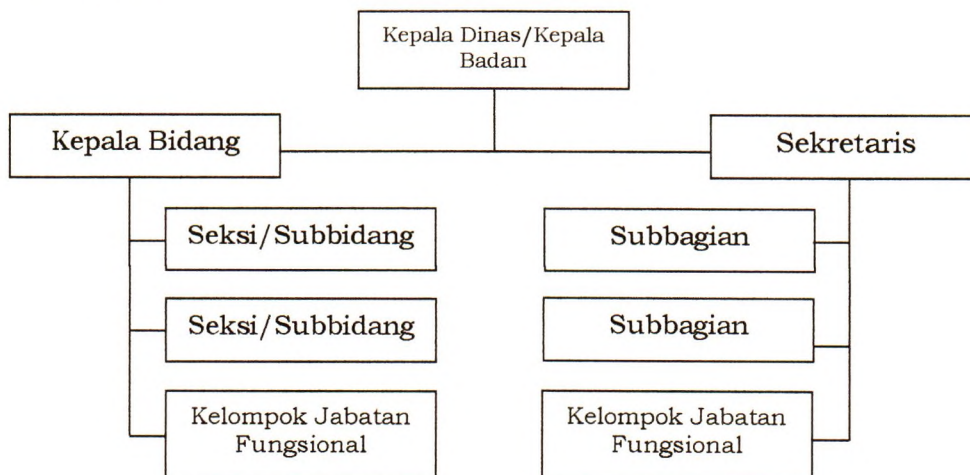 Kepala Dinas/Kepala
Badan
Kepala Bidang
Sekretaris
Seksi/Subbidang
Subbagian
Seksi/Subbidang
Subbagian
Kelompok Jabatan
Fungsional
Kelompok Jabatan
Fungsional